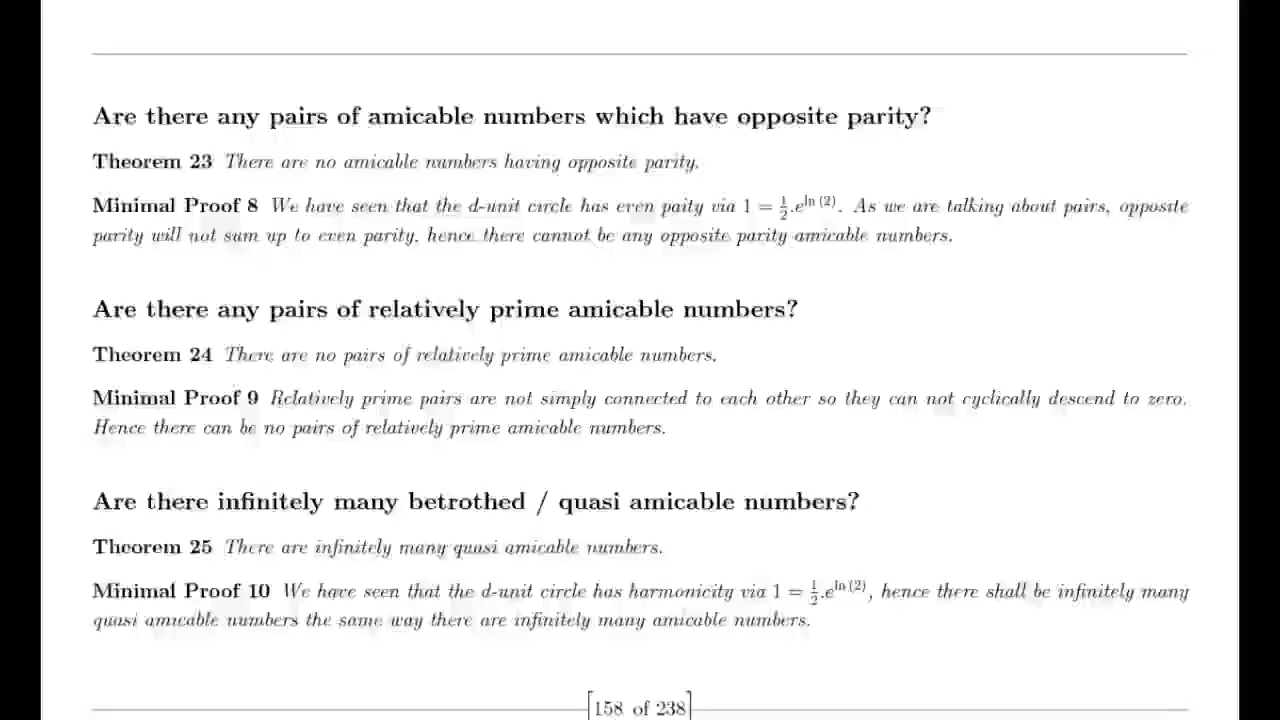 Are there any pairs of amicable numbers which have opposite parity?
Theorem 23 There are no amicable numbers having opposite parity.
Minimal Proof 8 We have seen that the d-unit circle has even paity via 1 = ½.e^{ln (2)}. As we are talking about pairs, opposite
parity will not sum up to even parity. hence there cannot be any opposite parity amicable numbers.
Are there any pairs of relatively prime amicable numbers?
Theorem 24 There are no pairs of relatively prime amicable numbers.
Minimal Proof 9 Relatively prime pairs are not simply connected to each other so they can not cyclically descend to zero.
Hence there can be no pairs of relatively prime amicable numbers.
Are there infinitely many betrothed / quasi amicable numbers?
Theorem 25 There are infinitely many quasi amicable numbers.
Minimal Proof 10 We have seen that the d-unit circle has harmonicity via 1 = ½.e^{ln (2)}, hence there shall be infinitely many
quasi amicable numbers the same way there are infinitely many amicable numbers.
[158 of 238]